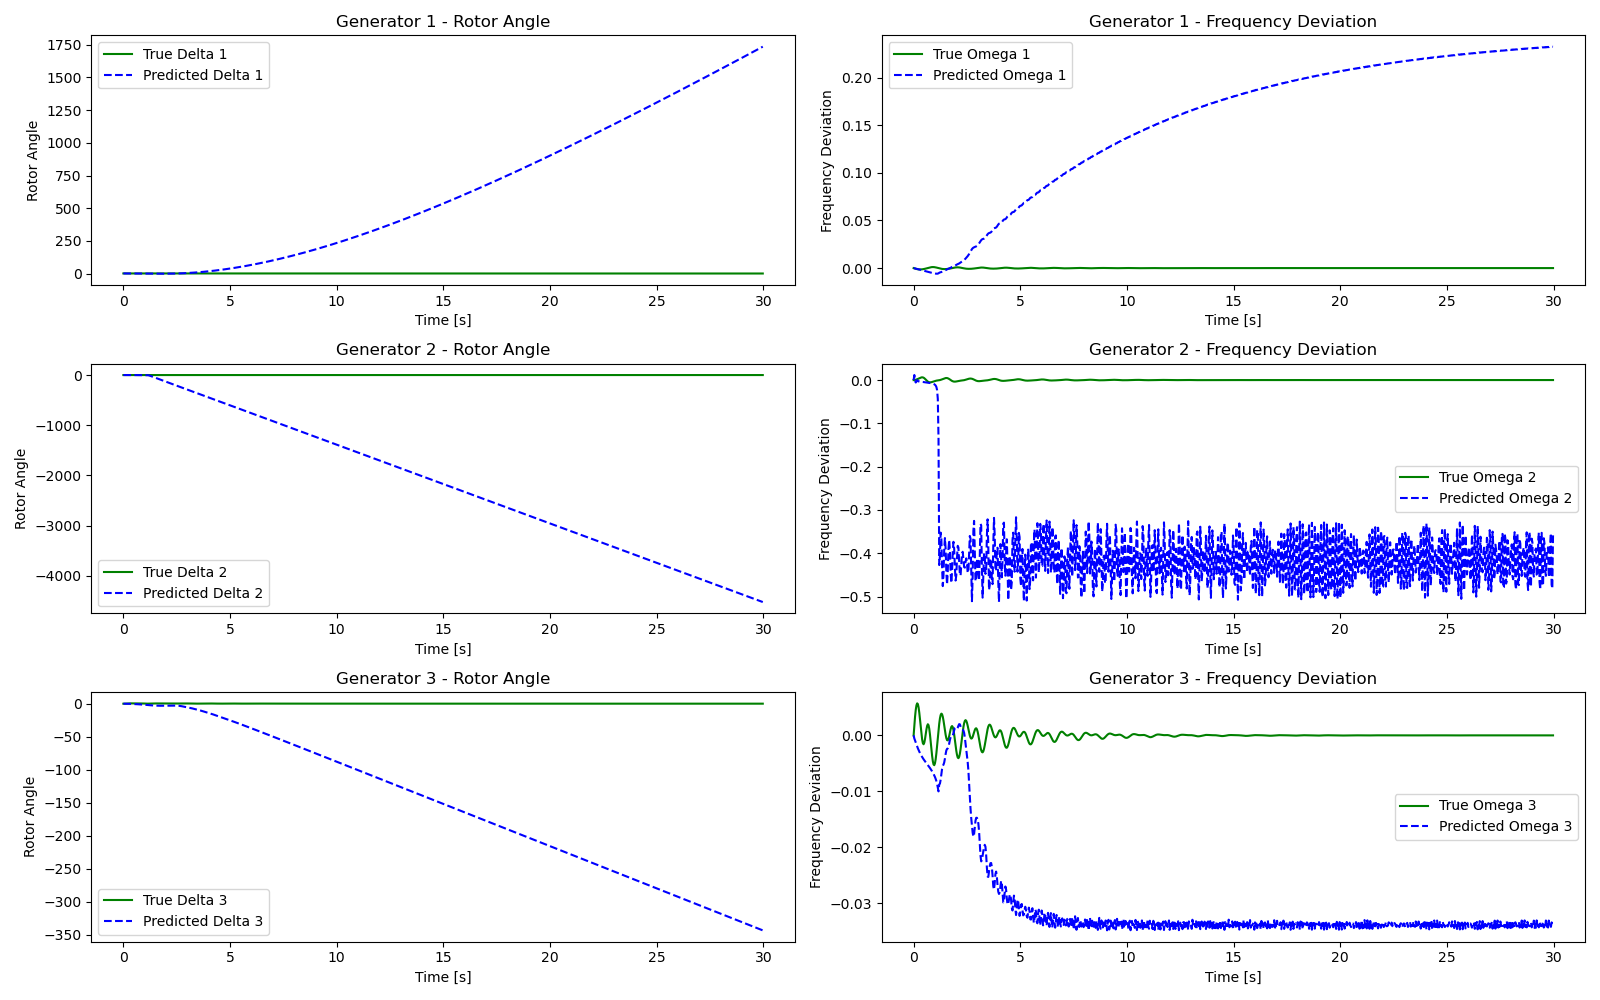 Generator 1 - Rotor Angle
Rotor Angle
1750
1500
1250
1000
750
500
250
0
True Delta 1
Predicted Delta 1
0 5 10 15 20 25 30
Time [s]
Generator 1 - Frequency Deviation
Frequency Deviation
0.20
0.15
0.10
0.05
0.00
True Omega 1
Predicted Omega 1
0 5 10 15 20 25 30
Time [s]
Generator 2 - Rotor Angle
Rotor Angle
0
−1000
−2000
−3000
−4000
True Delta 2
Predicted Delta 2
0 5 10 15 20 25 30
Time [s]
Generator 2 - Frequency Deviation
Frequency Deviation
0.0
−0.1
−0.2
−0.3
−0.4
−0.5
True Omega 2
Predicted Omega 2
0 5 10 15 20 25 30
Time [s]
Generator 3 - Rotor Angle
Rotor Angle
0
−50
−100
−150
−200
−250
−300
−350
True Delta 3
Predicted Delta 3
0 5 10 15 20 25 30
Time [s]
Generator 3 - Frequency Deviation
Frequency Deviation
0.00
−0.01
−0.02
−0.03
True Omega 3
Predicted Omega 3
0 5 10 15 20 25 30
Time [s]